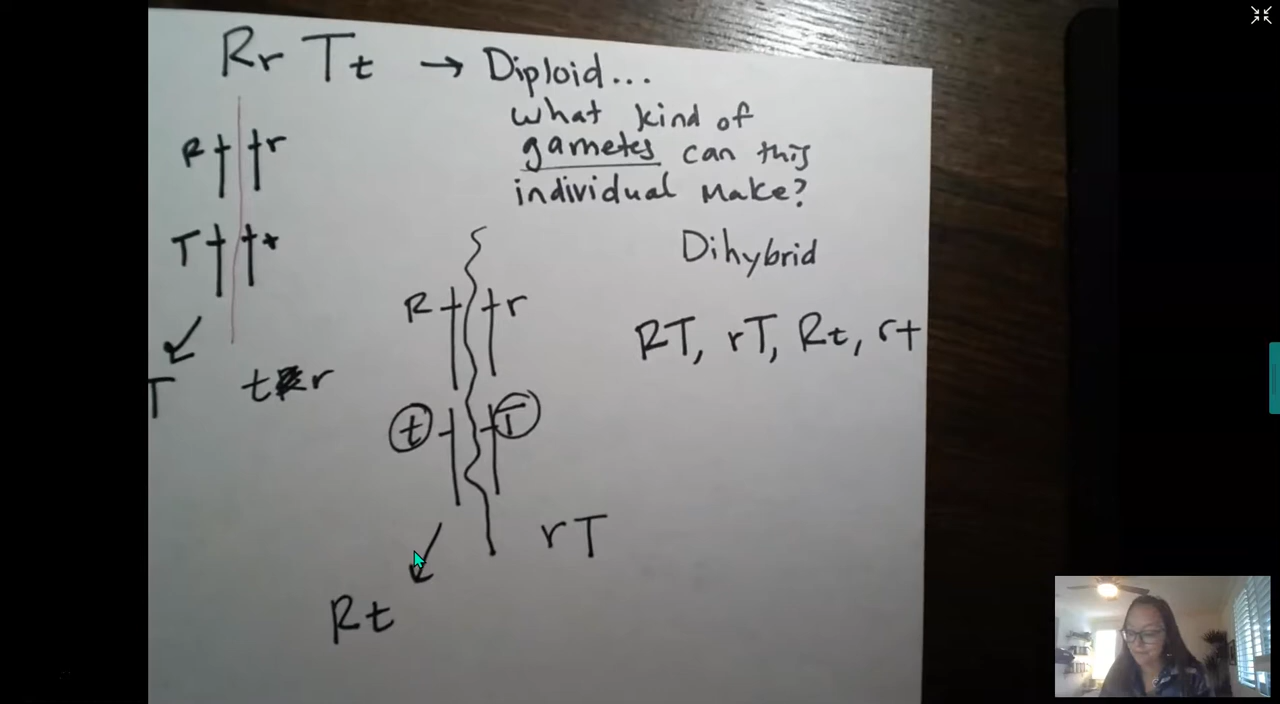 Rr Tt → Diploid...
what kind of
gametes can this
individual make?
R r
T t
Dihybrid
R r
RT, rT, Rt, rt
T t r
t T
rT
Rt